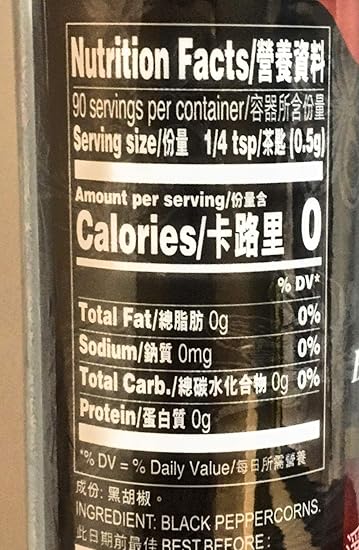 Nutrition Facts/營養資料
90 servings per container/容器所含份量
Serving size/份量 1/4 tsp/茶匙 (0.5g)
Amount per serving/份量含
Calories/卡路里 0
% DV*
Total Fat/總脂肪 0g 0%
Sodium/鈉質 0mg 0%
Total Carb./總碳水化合物 0g 0%
Protein/蛋白質 0g
*% DV = % Daily Value/每日所需營養
成份: 黑胡椒。
INGREDIENT: BLACK PEPPERCORNS.
此日期前最佳 BEST BEFORE :